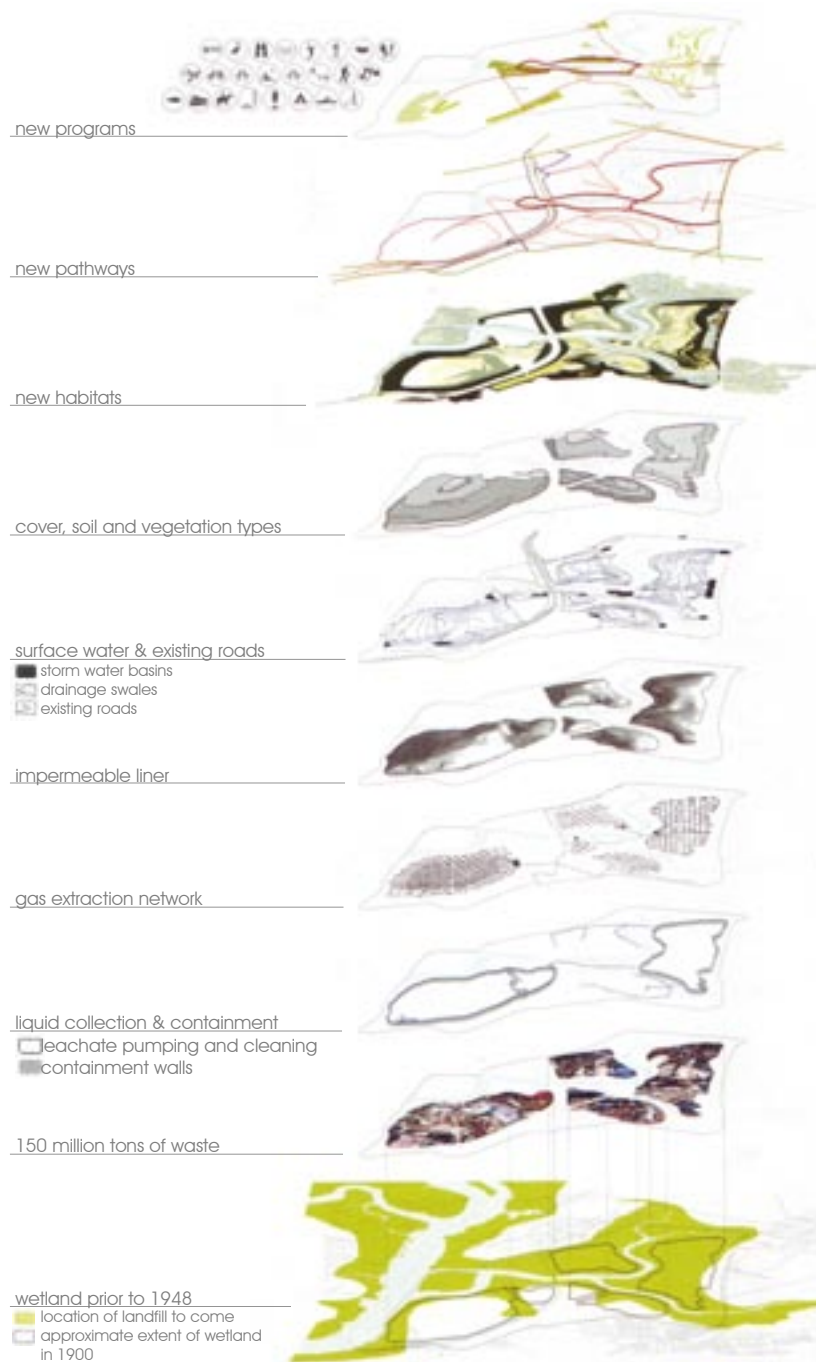 new programs
new pathways
new habitats
cover, soil and vegetation types
surface water & existing roads
storm water basins
drainage swales
existing roads
impermeable liner
gas extraction network
liquid collection & containment
leachate pumping and cleaning
containment walls
150 million tons of waste
wetland prior to 1948
location of landfill to come
approximate extent of wetland
in 1900